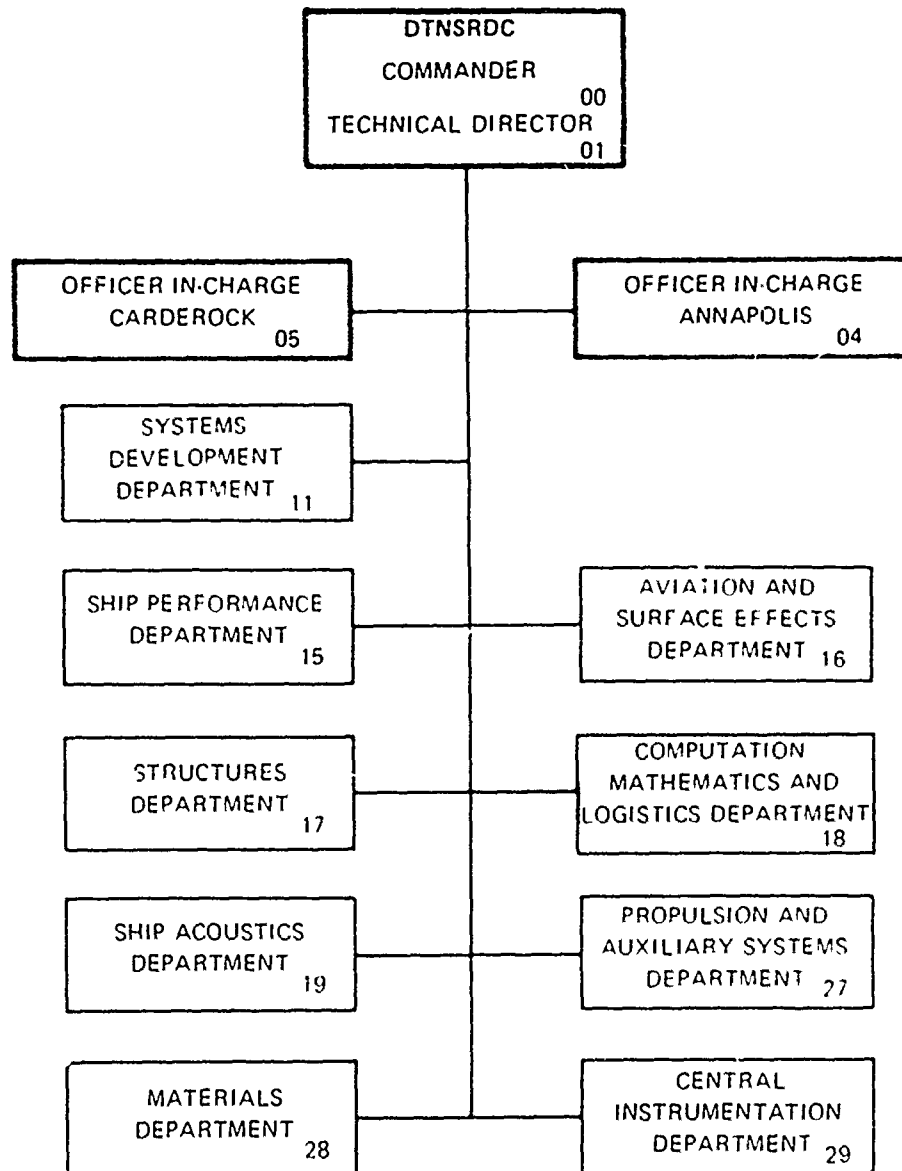 DTNSRDC
COMMANDER
00
TECHNICAL DIRECTOR
01
OFFICER IN-CHARGE
CARDEROCK
05
OFFICER IN-CHARGE
ANNAPOLIS
04
SYSTEMS
DEVELOPMENT
DEPARTMENT
11
SHIP PERFORMANCE
DEPARTMENT
15
AVIATION AND
SURFACE EFFECTS
DEPARTMENT
16
STRUCTURES
DEPARTMENT
17
COMPUTATION
MATHEMATICS AND
LOGISTICS DEPARTMENT
18
SHIP ACOUSTICS
DEPARTMENT
19
PROPULSION AND
AUXILIARY SYSTEMS
DEPARTMENT
27
MATERIALS
DEPARTMENT
28
CENTRAL
INSTRUMENTATION
DEPARTMENT
29